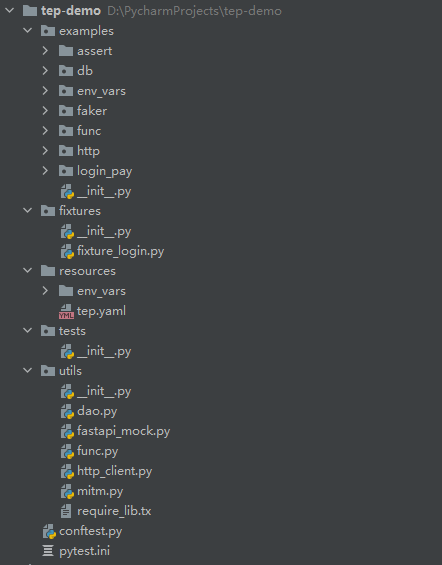 tep-demo D:\PycharmProjects\tep-demo
examples
assert
db
env_vars
faker
func
http
login_pay
__init__.py
fixtures
__init__.py
fixture_login.py
resources
env_vars
tep.yaml
tests
__init__.py
utils
__init__.py
dao.py
fastapi_mock.py
func.py
http_client.py
mitm.py
require_lib.tx
conftest.py
pytest.ini